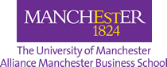 MANCHESTER
1824
The University of Manchester
Alliance Manchester Business School